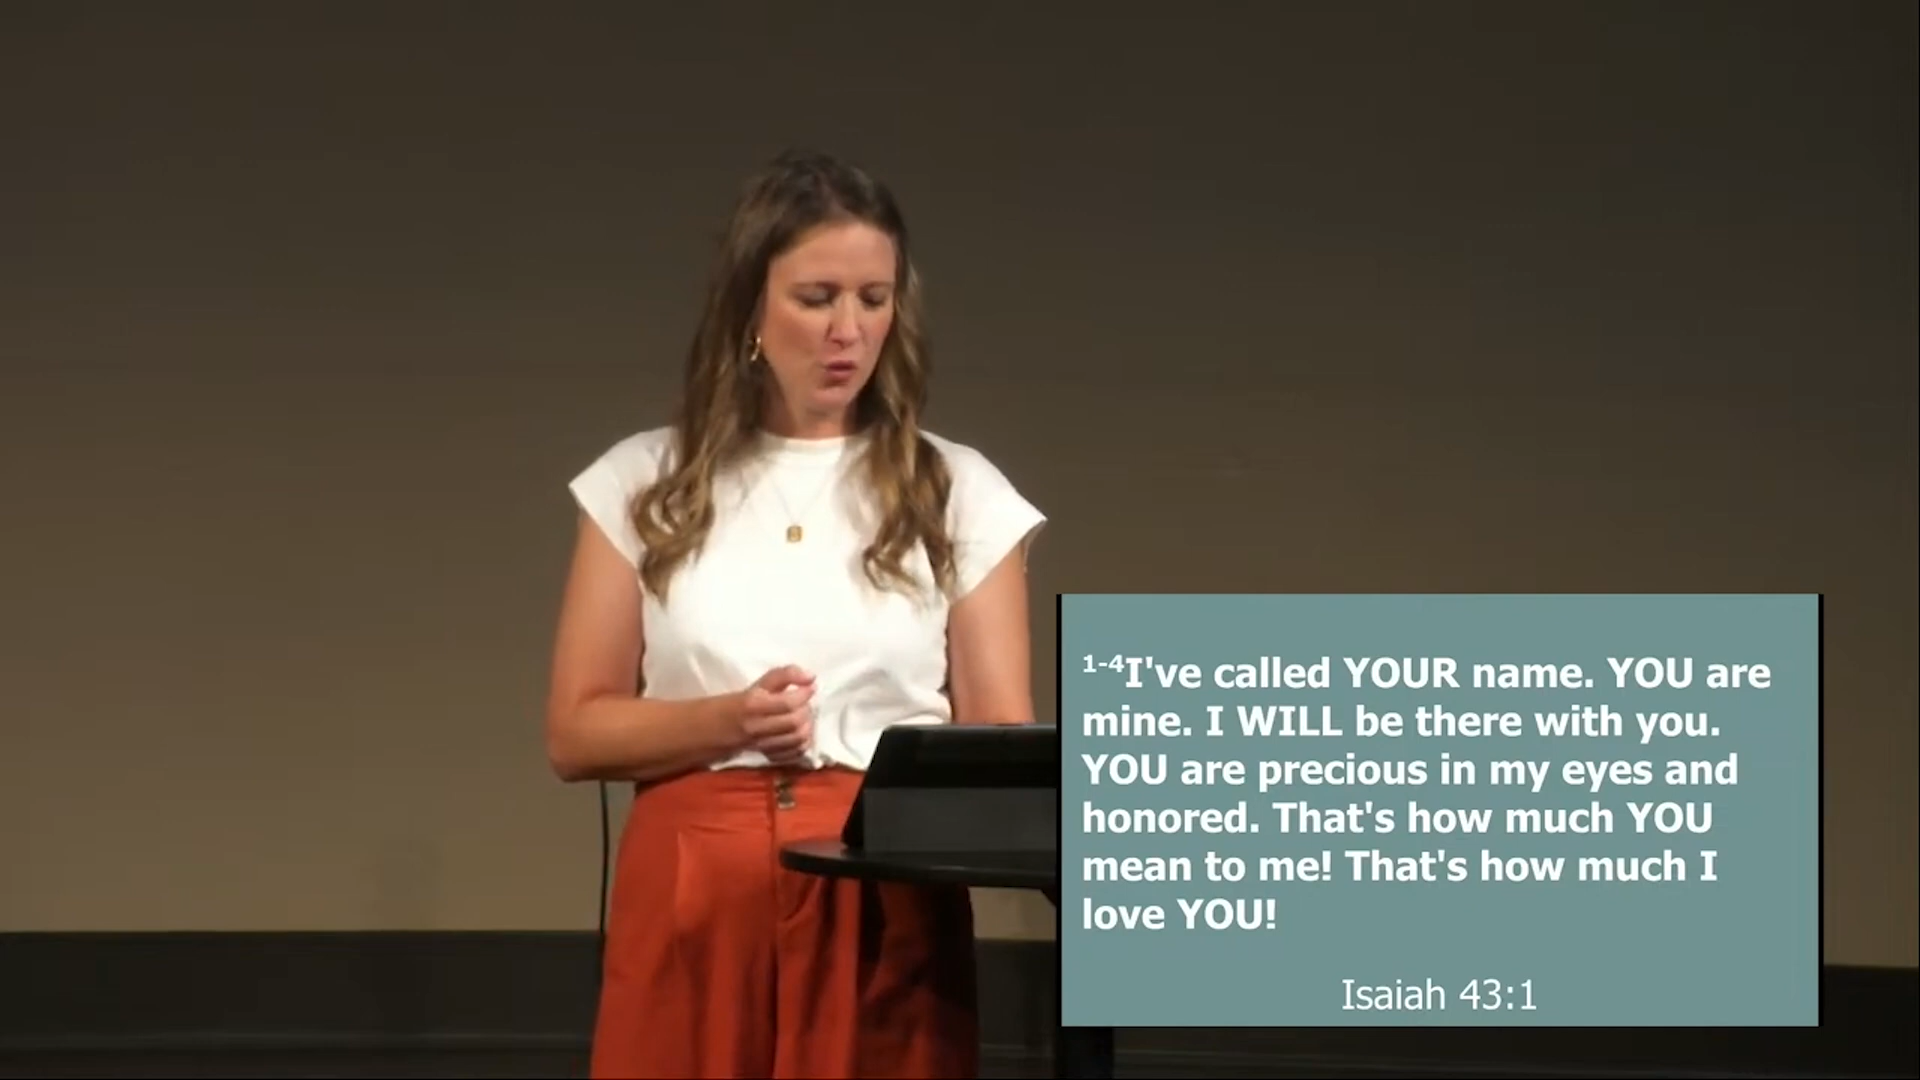 1-4I've called YOUR name. YOU are
mine. I WILL be there with you.
YOU are precious in my eyes and
honored. That's how much YOU
mean to me! That's how much I
love YOU!
Isaiah 43:1